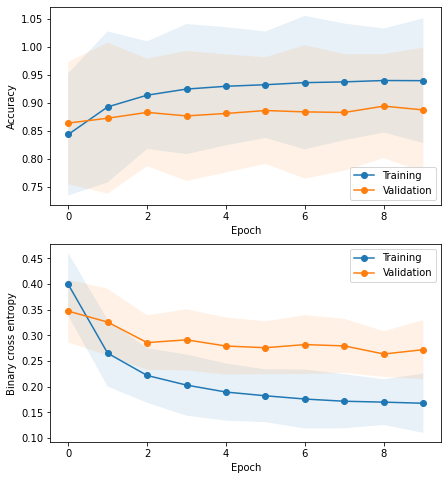 1.05
1.00
0.95
0.90
0.85
0.80
0.75
Accuracy
Training
Validation
0 2 4 6 8
Epoch
0.45
0.40
0.35
0.30
0.25
0.20
0.15
0.10
Binary cross entropy
Training
Validation
0 2 4 6 8
Epoch